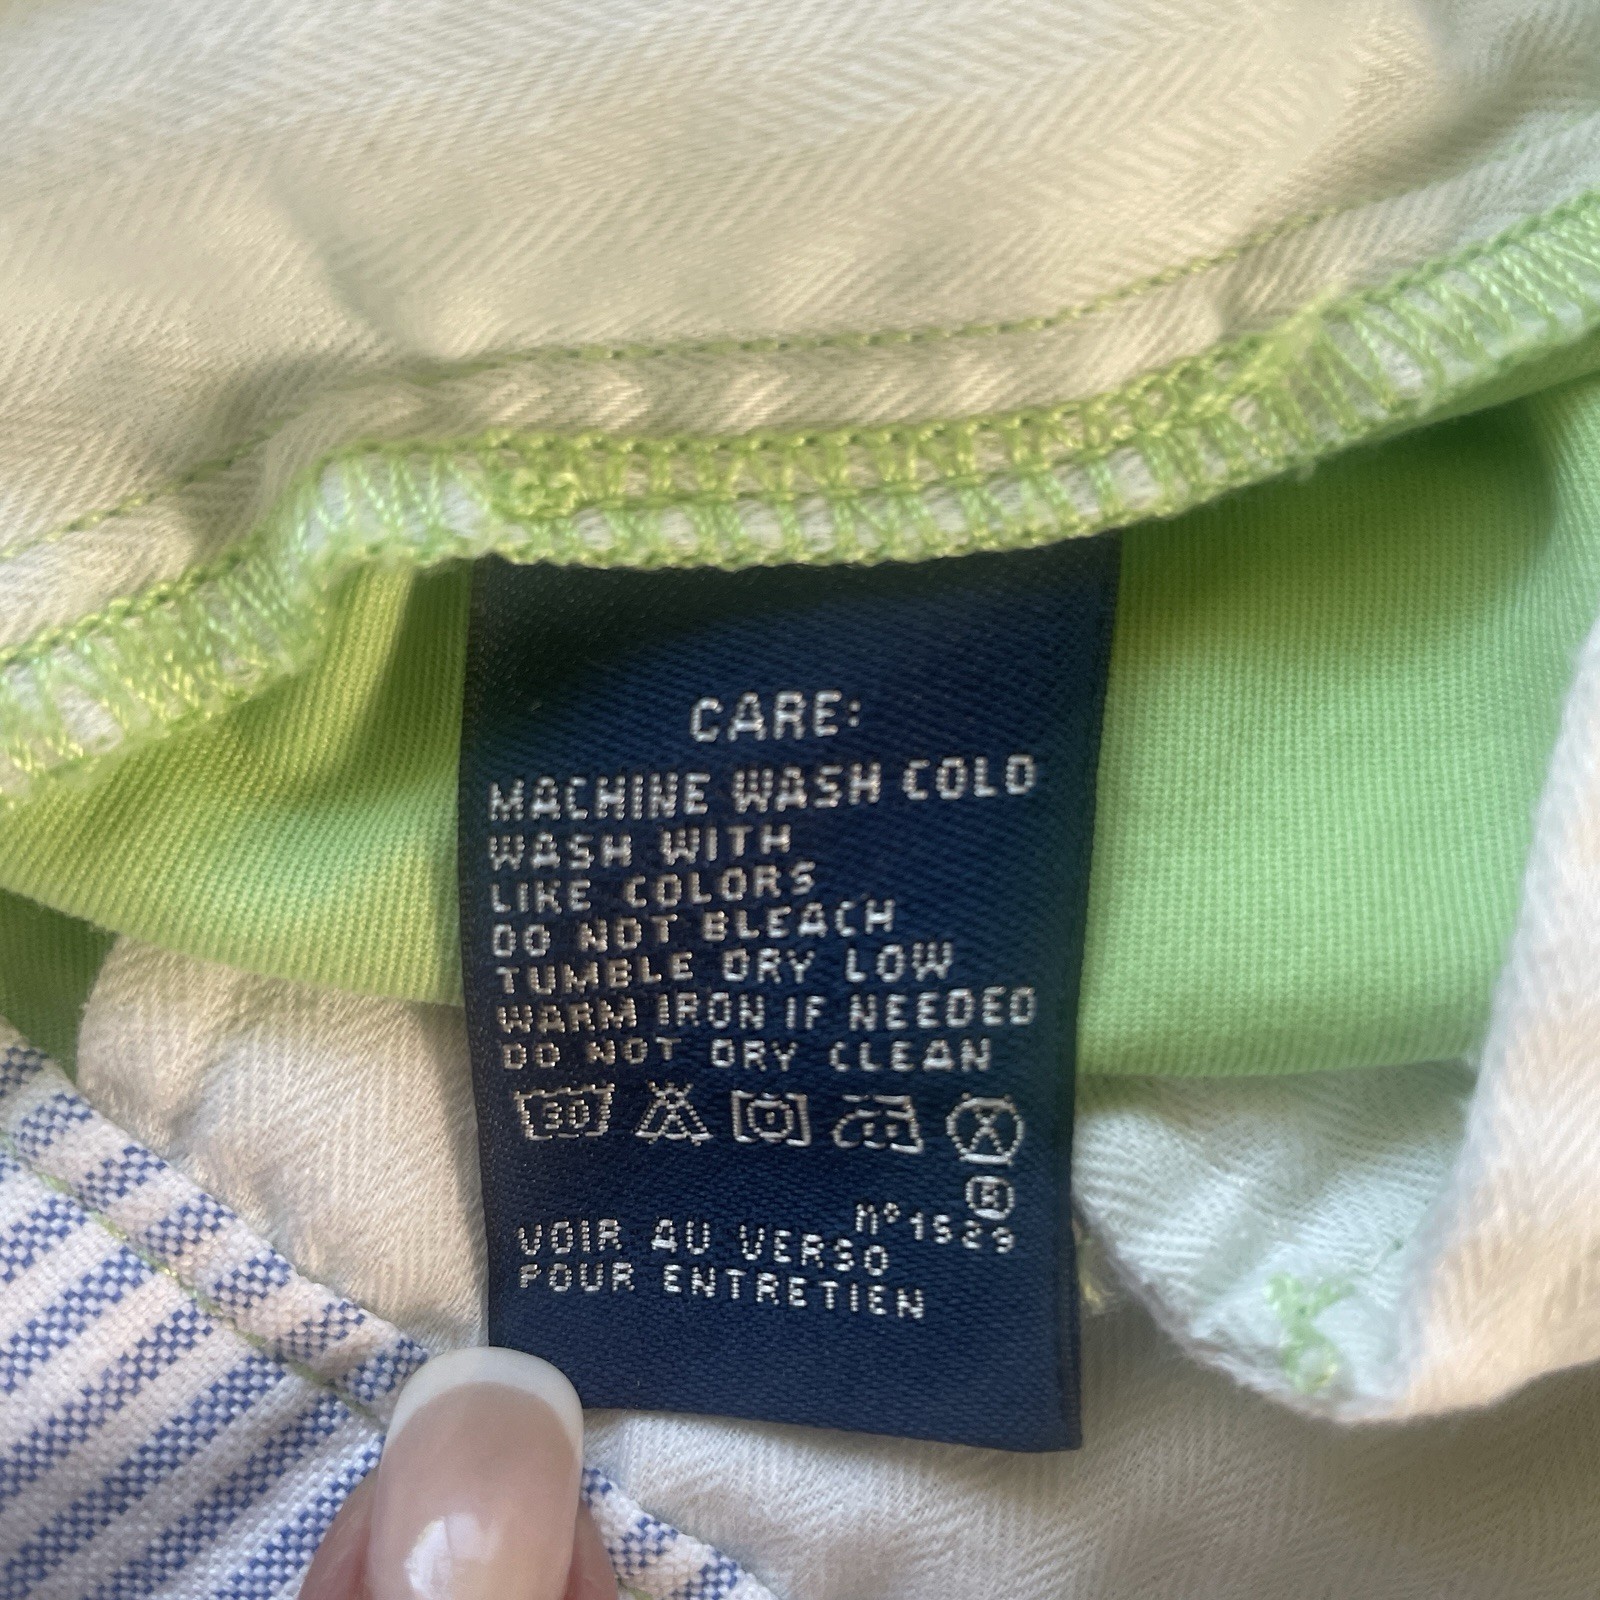 CARE:
MACHINE WASH COLD
WASH WITH
LIKE COLORS
DO NOT BLEACH
TUMBLE DRY LOW
WARM IRON IF NEEDED
DO NOT DRY CLEAN
30
R
M°1529
VOIR AU VERSO
POUR ENTRETIEN